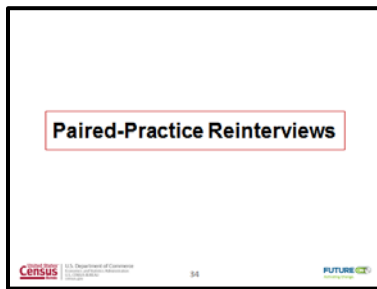 Paired-Practice Reinterviews
United States
Census
Bureau
U.S. Department of Commerce
34
FUTURE